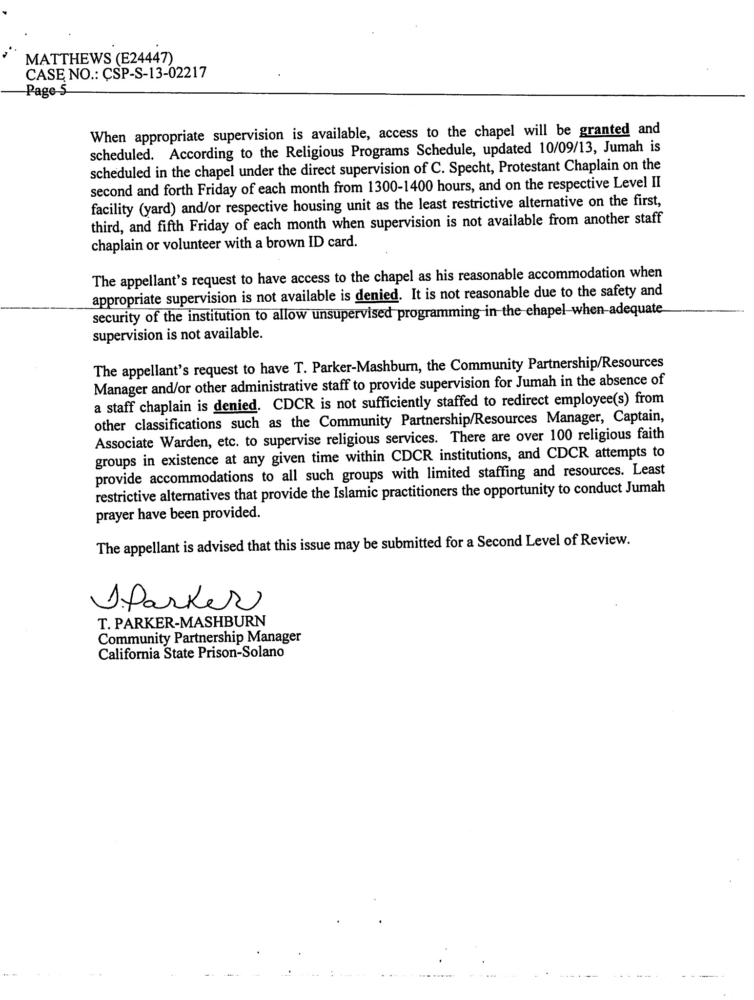 MATTHEWS (E24447)
CASE NO.: CSP-S-13-02217
Page 5
When appropriate supervision is available, access to the chapel will be granted and
scheduled. According to the Religious Programs Schedule, updated 10/09/13, Jumah is
scheduled in the chapel under the direct supervision of C. Specht, Protestant Chaplain on the
second and forth Friday of each month from 1300-1400 hours, and on the respective Level II
facility (yard) and/or respective housing unit as the least restrictive alternative on the first,
third, and fifth Friday of each month when supervision is not available from another staff
chaplain or volunteer with a brown ID card.
The appellant's request to have access to the chapel as his reasonable accommodation when
appropriate supervision is not available is denied. It is not reasonable due to the safety and
security of the institution to allow unsupervised programming in the chapel when adequate
supervision is not available.
The appellant's request to have T. Parker-Mashburn, the Community Partnership/Resources
Manager and/or other administrative staff to provide supervision for Jumah in the absence of
a staff chaplain is denied. CDCR is not sufficiently staffed to redirect employee(s) from
other classifications such as the Community Partnership/Resources Manager, Captain,
Associate Warden, etc. to supervise religious services. There are over 100 religious faith
groups in existence at any given time within CDCR institutions, and CDCR attempts to
provide accommodations to all such groups with limited staffing and resources. Least
restrictive alternatives that provide the Islamic practitioners the opportunity to conduct Jumah
prayer have been provided.
The appellant is advised that this issue may be submitted for a Second Level of Review.
T. Parker
T. PARKER-MASHBURN
Community Partnership Manager
California State Prison-Solano